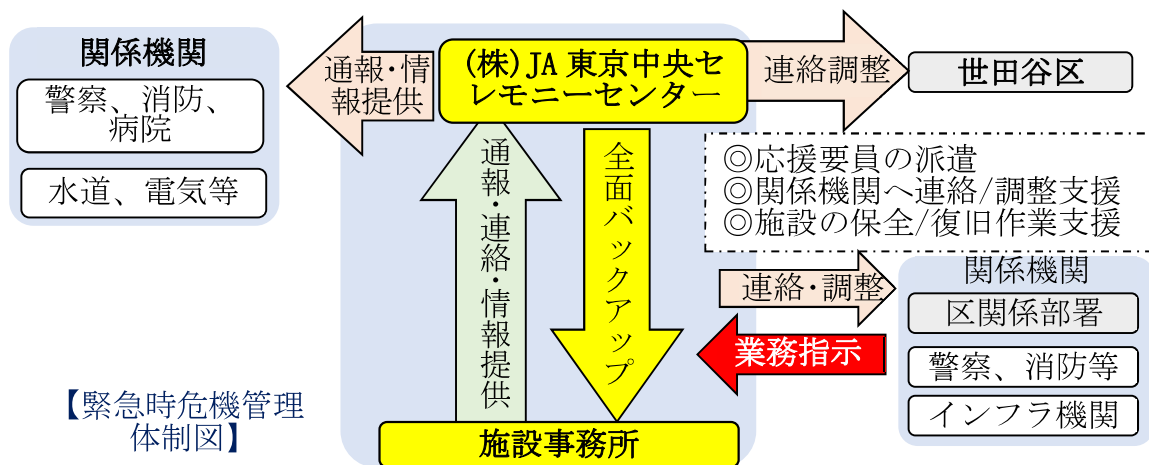 関係機関
警察、消防、
病院
水道、電気等
通報・情
報提供
(株)JA 東京中央セ
レモニーセンター
連絡調整
世田谷区
◎応援要員の派遣
◎関係機関へ連絡/調整支援
◎施設の保全/復旧作業支援
通報・連絡・情報提供
全面バックアップ
連絡・調整
業務指示
関係機関
区関係部署
警察、消防等
インフラ機関
【緊急時危機管理
体制図】
施設事務所